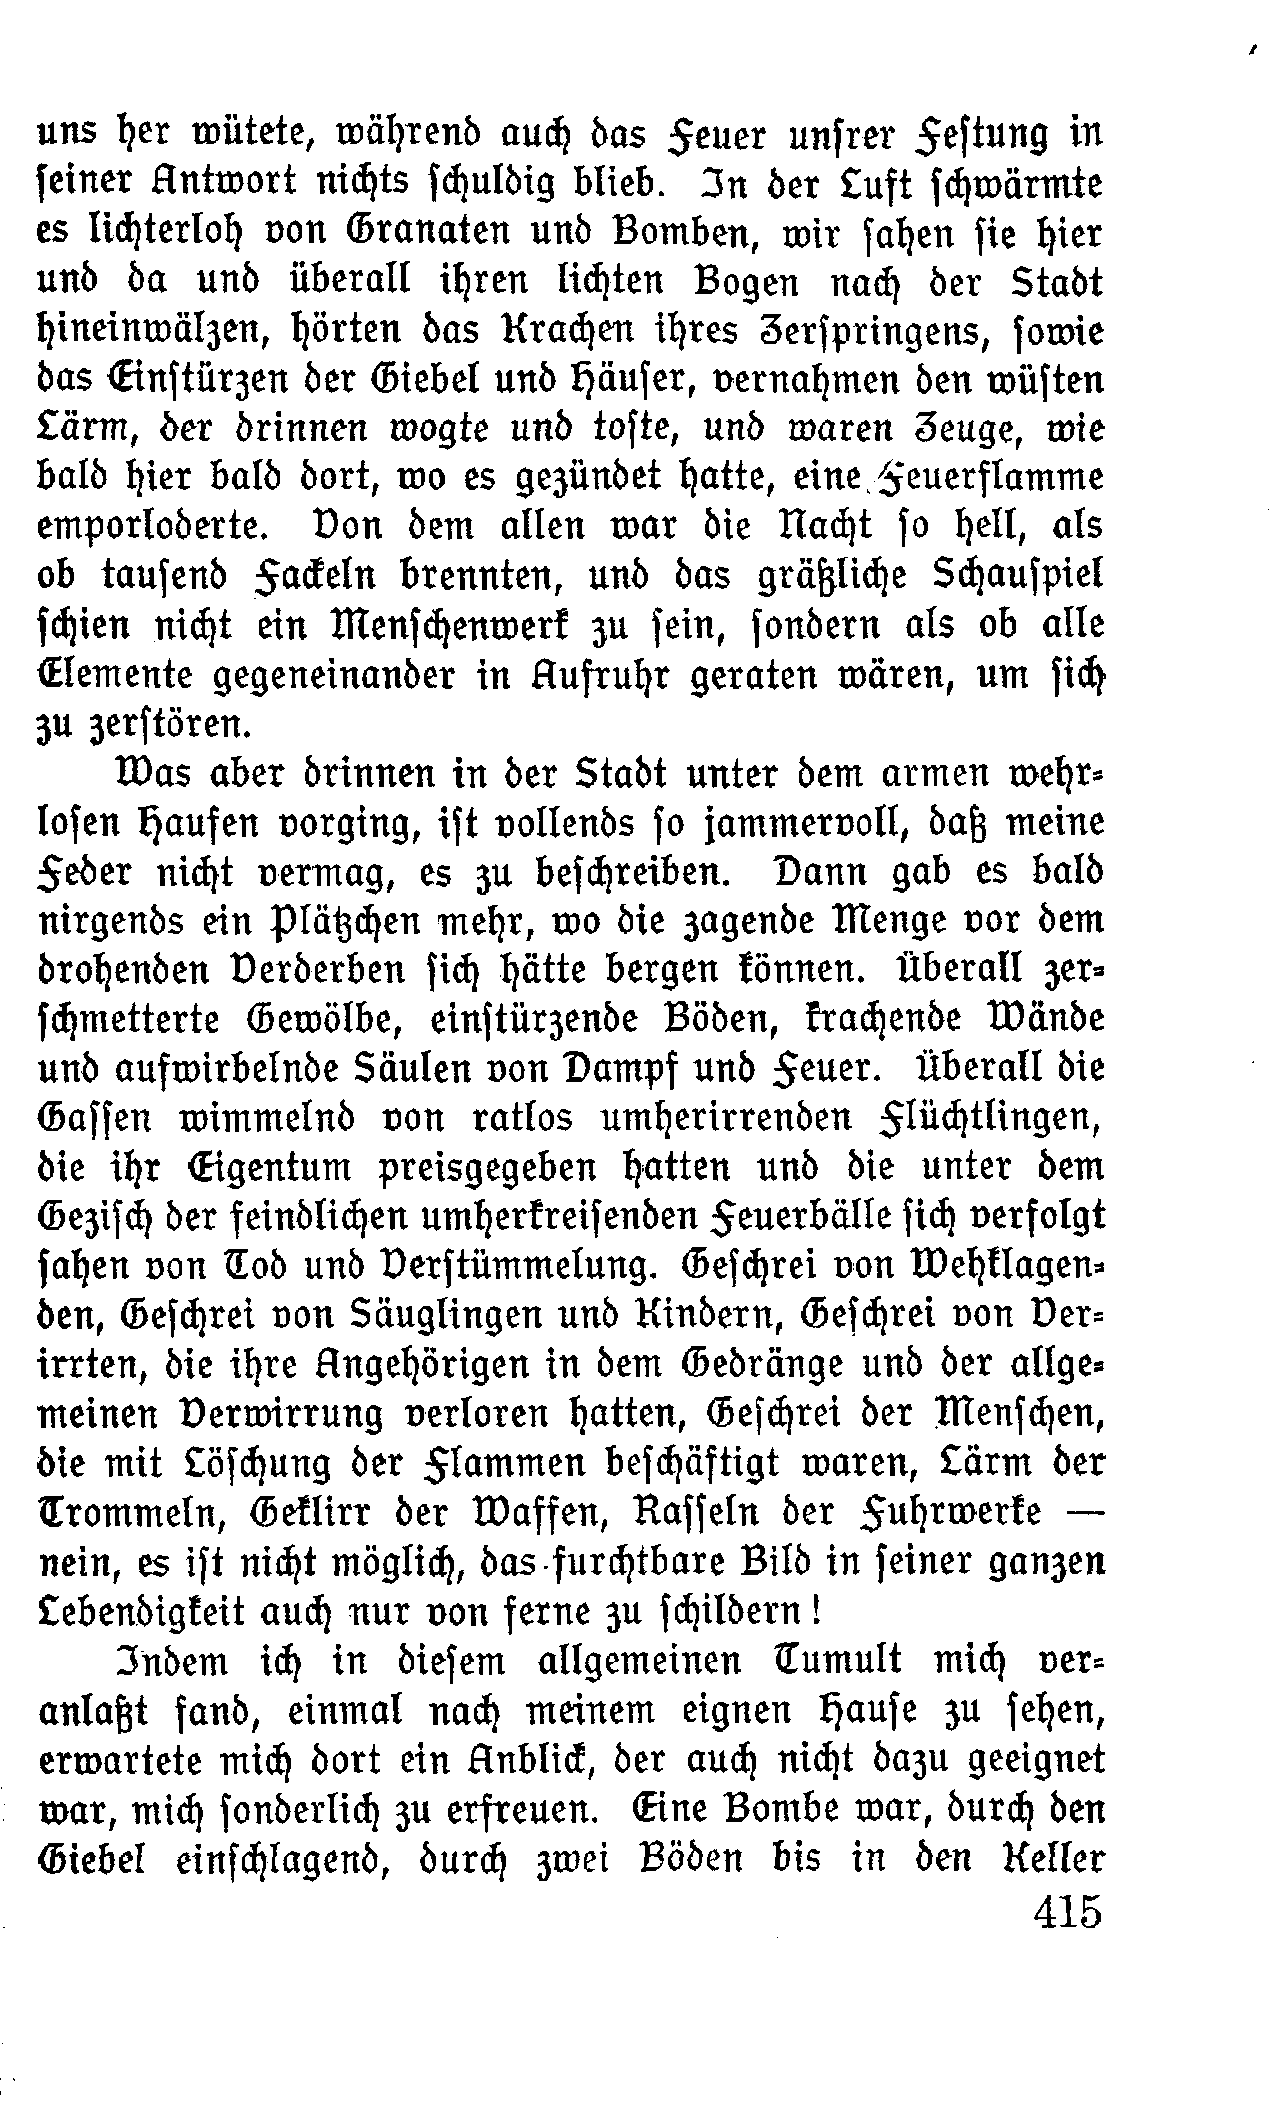 uns her wütete, während auch das Feuer unsrer Festung in
seiner Antwort nichts schuldig blieb. In der Luft schwärmte
es lichterloh von Granaten und Bomben, wir sahen sie hier
und da und überall ihren lichten Bogen nach der Stadt
hineinwälzen, hörten das Krachen ihres Zerspringens, sowie
das Einstürzen der Giebel und Häuser, vernahmen den wüsten
Lärm, der drinnen wogte und toste, und waren Zeuge, wie
bald hier bald dort, wo es gezündet hatte, eine Feuerflamme
emporloderte. Von dem allen war die Nacht so hell, als
ob tausend Fackeln brennten, und das gräßliche Schauspiel
schien nicht ein Menschenwerk zu sein, sondern als ob alle
Elemente gegeneinander in Aufruhr geraten wären, um sich
zu zerstören.
Was aber drinnen in der Stadt unter dem armen wehr-
losen Haufen vorging, ist vollends so jammervoll, daß meine
Feder nicht vermag, es zu beschreiben. Dann gab es bald
nirgends ein Plätzchen mehr, wo die zagende Menge vor dem
drohenden Verderben sich hätte bergen können. Überall zer-
schmetterte Gewölbe, einstürzende Böden, krachende Wände
und aufwirbelnde Säulen von Dampf und Feuer. Überall die
Gassen wimmelnd von ratlos umherirrenden Flüchtlingen,
die ihr Eigentum preisgegeben hatten und die unter dem
Gezisch der feindlichen umherkreisenden Feuerbälle sich verfolgt
sahen von Tod und Verstümmelung. Geschrei von Wehklagen-
den, Geschrei von Säuglingen und Kindern, Geschrei von Ver-
irrten, die ihre Angehörigen in dem Gedränge und der allge-
meinen Verwirrung verloren hatten, Geschrei der Menschen,
die mit Löschung der Flammen beschäftigt waren, Lärm der
Trommeln, Geklirr der Waffen, Rasseln der Fuhrwerke —
nein, es ist nicht möglich, das furchtbare Bild in seiner ganzen
Lebendigkeit auch nur von ferne zu schildern!
Indem ich in diesem allgemeinen Tumult mich ver-
anlaßt fand, einmal nach meinem eignen Hause zu sehen,
erwartete mich dort ein Anblick, der auch nicht dazu geeignet
war, mich sonderlich zu erfreuen. Eine Bombe war, durch den
Giebel einschlagend, durch zwei Böden bis in den Keller
415